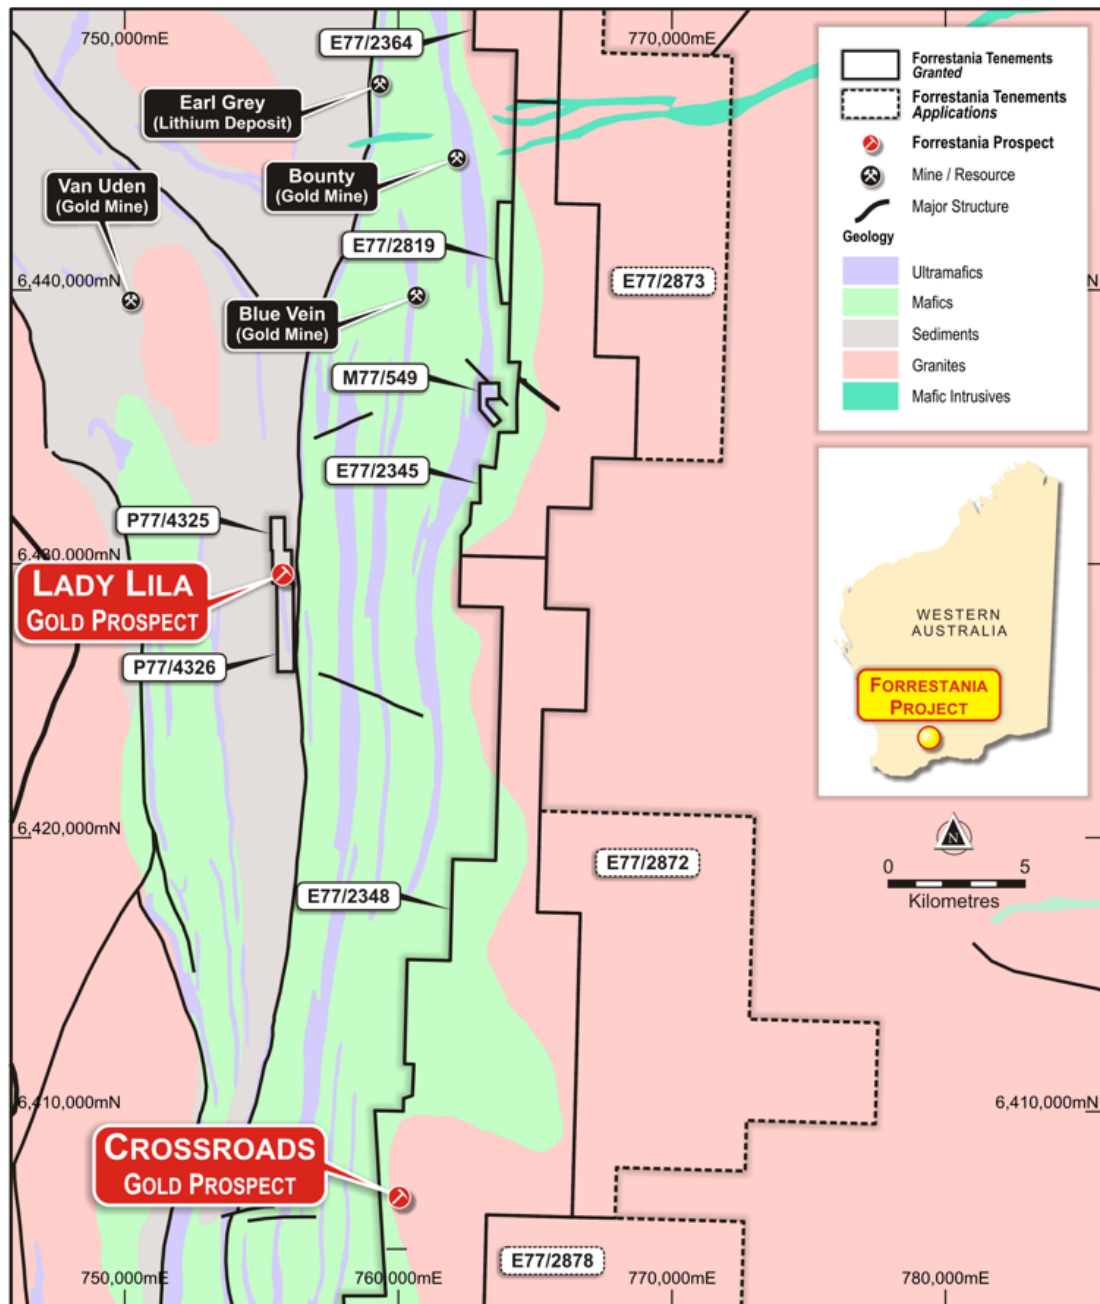 750,000mE
E77/2364
770,000mE
Earl Grey
(Lithium Deposit)
Bounty
(Gold Mine)
Van Uden
(Gold Mine)
E77/2819
6,440,000mN
E77/2873
N
Blue Vein
(Gold Mine)
M77/549
E77/2345
P77/4325
6,430,000mN
LADY LILA
GOLD PROSPECT
P77/4326
6,420,000mN
E77/2872
E77/2348
6,410,000mN
6,410,000mN
CROSSROADS
GOLD PROSPECT
E77/2878
750,000mE
760,000mE
770,000mE
780,000mE
Forrestania Tenements
Granted
Forrestania Tenements
Applications
Forrestania Prospect
Mine / Resource
Major Structure
Geology
Ultramafics
Mafics
Sediments
Granites
Mafic Intrusives
WESTERN
AUSTRALIA
FORRESTANIA
PROJECT
N
0 5
Kilometres